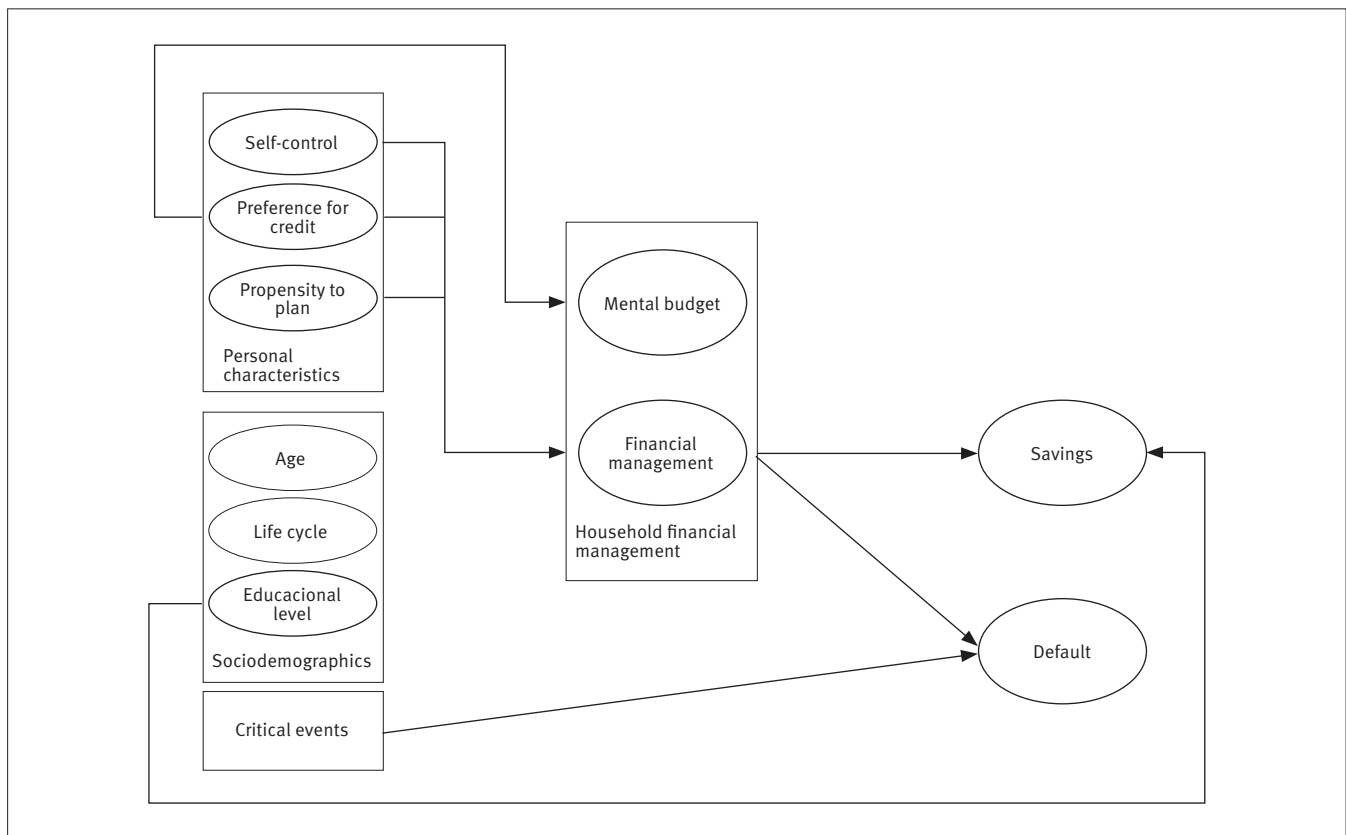 Self-control
Preference for
credit
Propensity to
plan
Personal
characteristics
Age
Life cycle
Educacional
level
Sociodemographics
Critical events
Mental budget
Financial
management
Household financial
management
Savings
Default